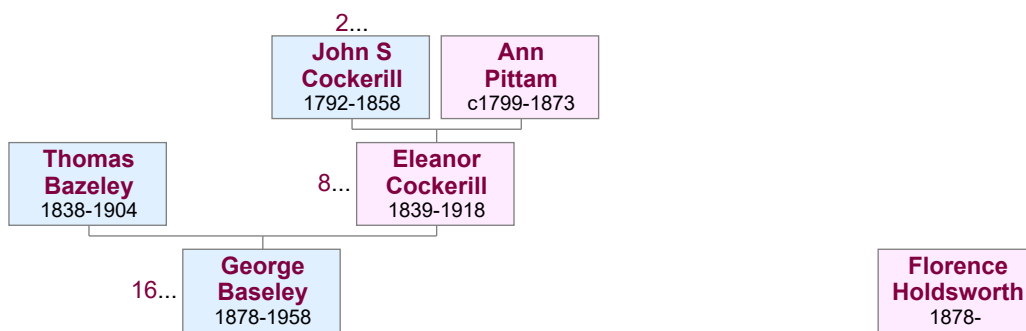 2...
John S
Cockerill
1792-1858
Ann
Pittam
c1799-1873
Thomas
Bazeley
1838-1904
8...
Eleanor
Cockerill
1839-1918
16...
George
Baseley
1878-1958
Florence
Holdsworth
1878-